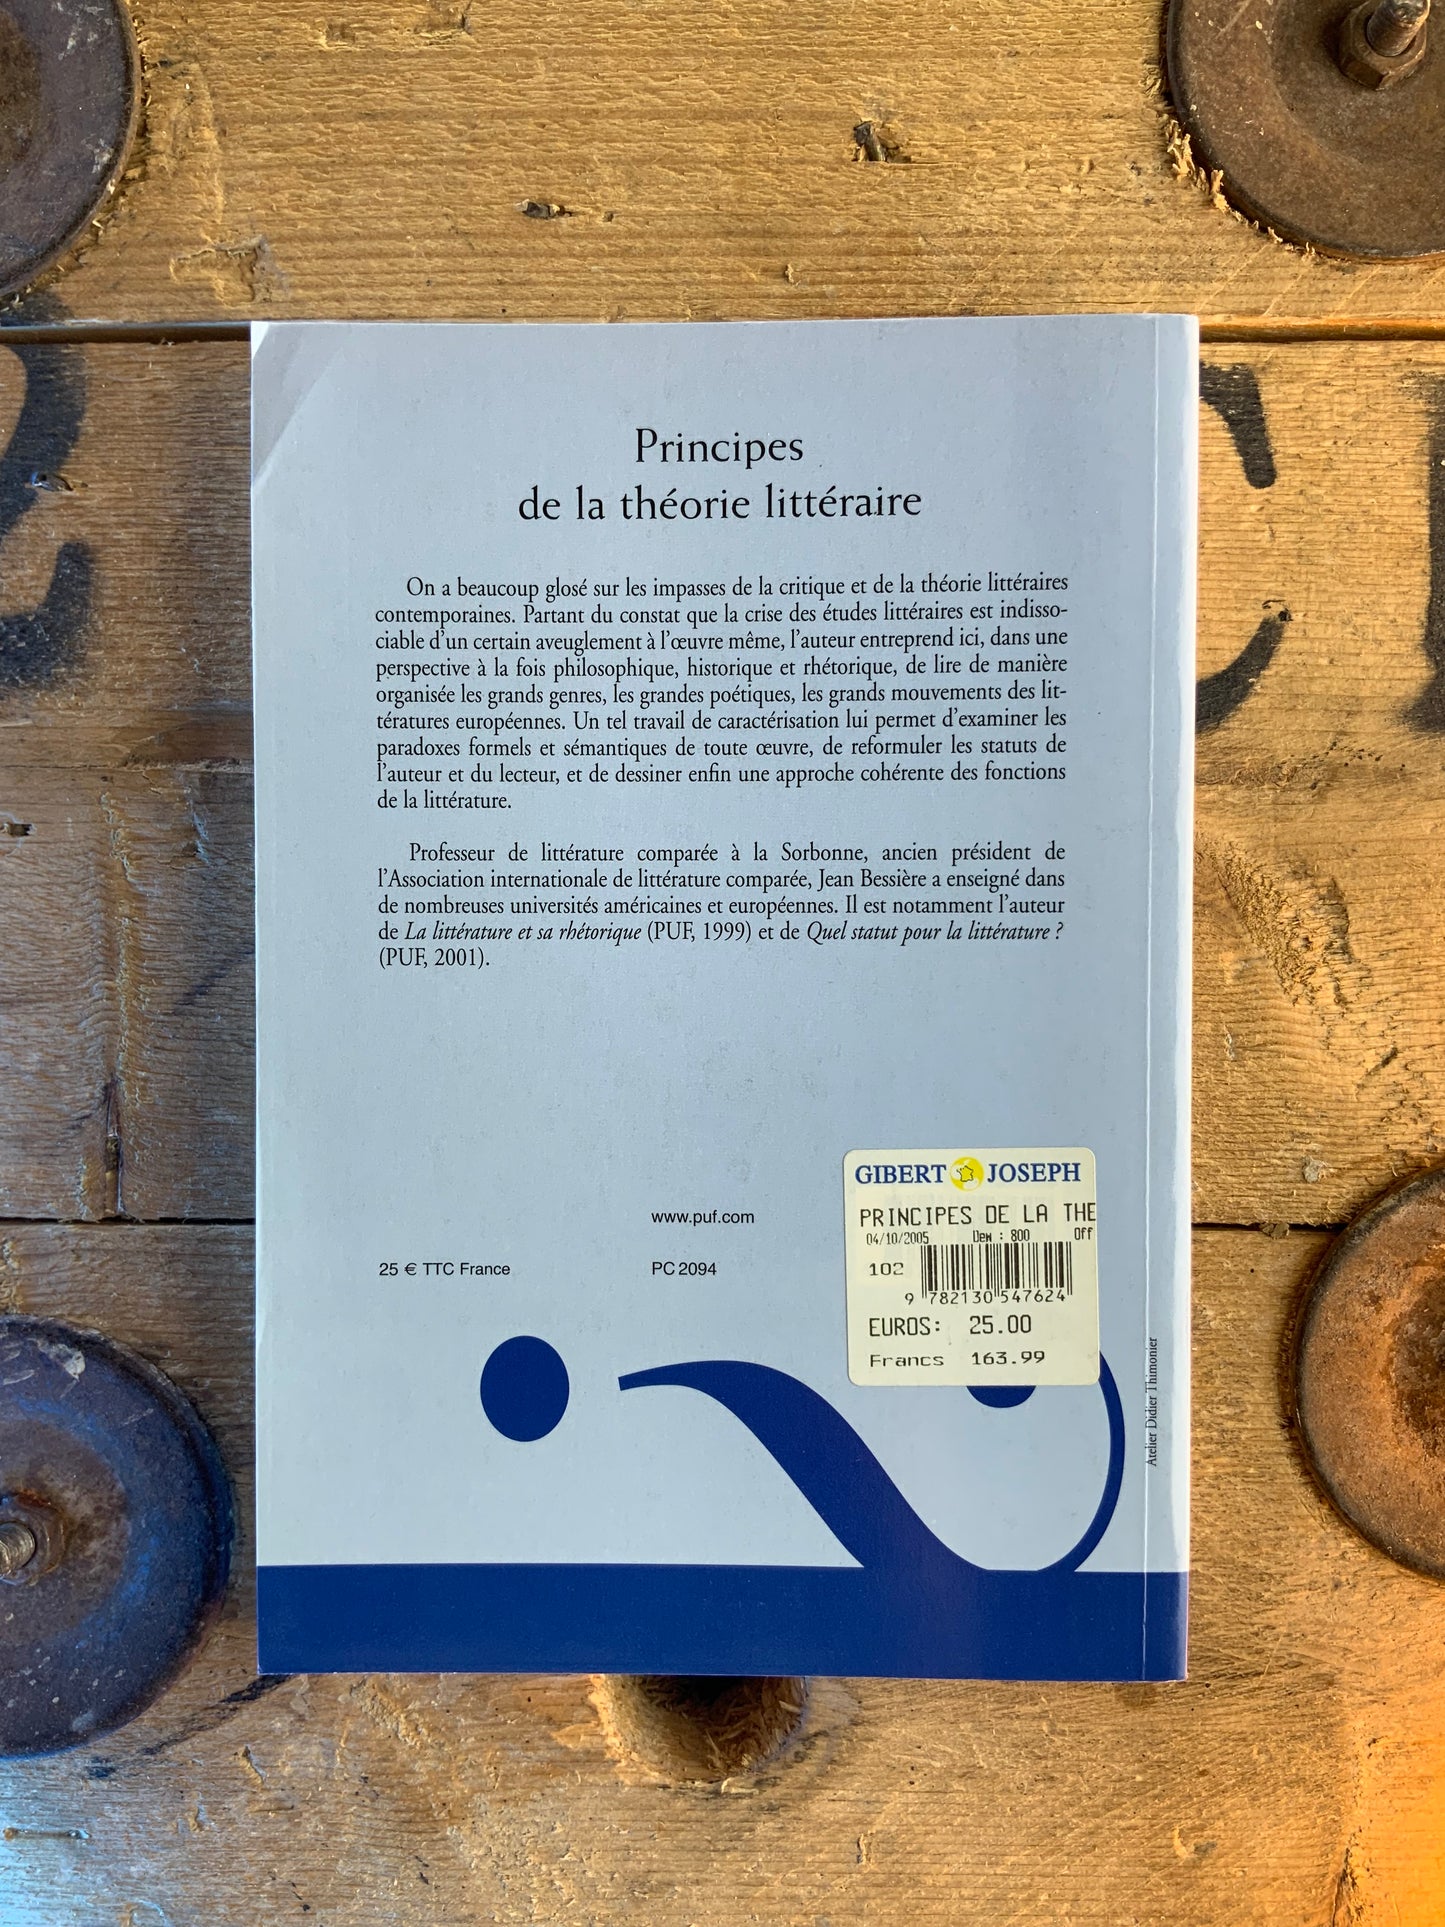 Principes
de la théorie littéraire
On a beaucoup glosé sur les impasses de la critique et de la théorie littéraires
contemporaines. Partant du constat que la crise des études littéraires est indisso-
ciable d'un certain aveuglement à l'œuvre même, l'auteur entreprend ici, dans une
perspective à la fois philosophique, historique et rhétorique, de lire de manière
organisée les grands genres, les grandes poétiques, les grands mouvements des lit-
tératures européennes. Un tel travail de caractérisation lui permet d'examiner les
paradoxes formels et sémantiques de toute œuvre, de reformuler les statuts de
l'auteur et du lecteur, et de dessiner enfin une approche cohérente des fonctions
de la littérature.
Professeur de littérature comparée à la Sorbonne, ancien président de
l'Association internationale de littérature comparée, Jean Bessière a enseigné dans
de nombreuses universités américaines et européennes. Il est notamment l'auteur
de La littérature et sa rhétorique (PUF, 1999) et de Quel statut pour la littérature ?
(PUF, 2001).
www.puf.com
25 € TTC France
PC 2094
GIBERT JOSEPH
PRINCIPES DE LA THE
04/10/2005 Dew : 800 Off
102
9 782130 547624
EUROS: 25.00
Francs 163.99
Atelier Didier Thimonier